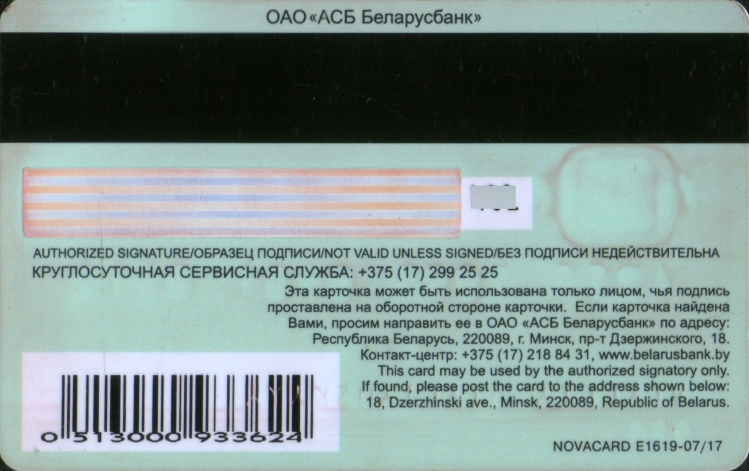 ОАО «АСБ Беларусбанк»
AUTHORIZED SIGNATURE/ОБРАЗЕЦ ПОДПИСИ/NOT VALID UNLESS SIGNED/БЕЗ ПОДПИСИ НЕДЕЙСТВИТЕЛЬНА
КРУГЛОСУТОЧНАЯ СЕРВИСНАЯ СЛУЖБА: +375 (17) 299 25 25
Эта карточка может быть использована только лицом, чья подпись
проставлена на оборотной стороне карточки. Если карточка найдена
Вами, просим направить ее в ОАО «АСБ Беларусбанк» по адресу:
Республика Беларусь, 220089, г. Минск, пр-т Дзержинского, 18.
Контакт-центр: +375 (17) 218 84 31, www.belarusbank.by
This card may be used by the authorized signatory only.
If found, please post the card to the address shown below:
18, Dzerzhinski ave., Minsk, 220089, Republic of Belarus.
0 513000 933624
NOVACARD E1619-07/17